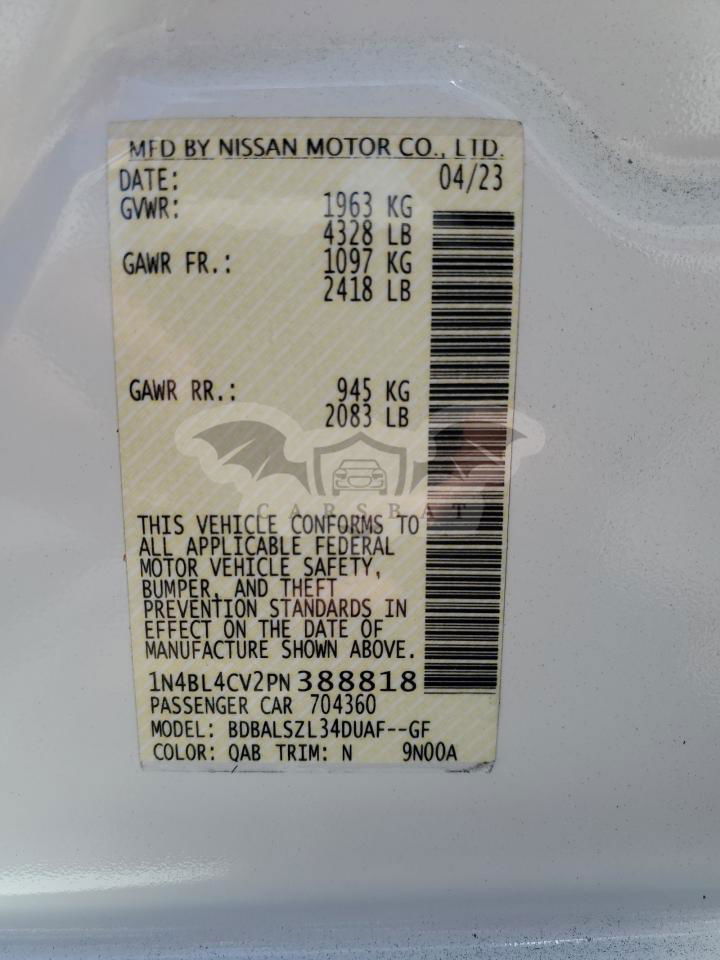 MFD BY NISSAN MOTOR CO., LTD.
DATE: 04/23
GVWR: 1963 KG
4328 LB
GAWR FR.: 1097 KG
2418 LB
GAWR RR.: 945 KG
2083 LB
CARSBAT
THIS VEHICLE CONFORMS TO
ALL APPLICABLE FEDERAL
MOTOR VEHICLE SAFETY,
BUMPER, AND THEFT
PREVENTION STANDARDS IN
EFFECT ON THE DATE OF
MANUFACTURE SHOWN ABOVE.
1N4BL4CV2PN388818
PASSENGER CAR 704360
MODEL: BDBALSZL34DUAF--GF
COLOR: QAB TRIM: N 9N00A